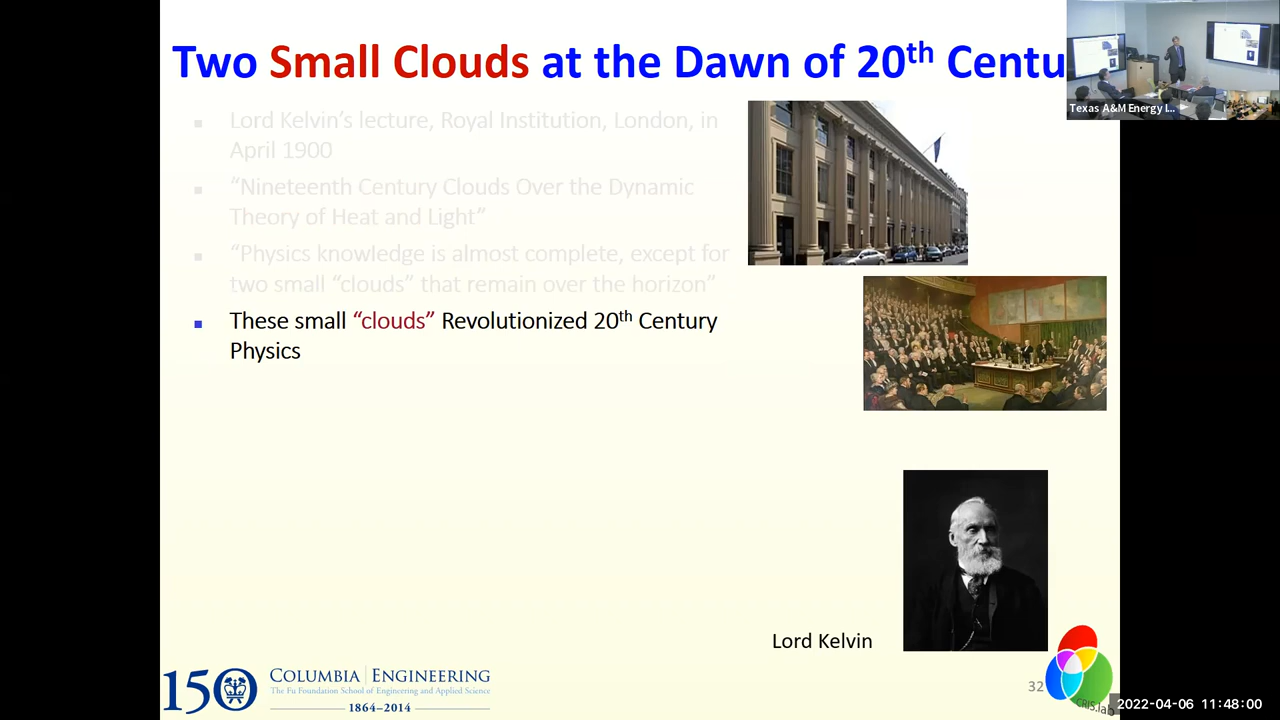 Two Small Clouds at the Dawn of 20th Centu
Texas A&M Energy I...
Lord Kelvin's lecture, Royal Institution, London, in
April 1900
"Nineteenth Century Clouds Over the Dynamic
Theory of Heat and Light"
"Physics knowledge is almost complete, except for
two small "clouds" that remain over the horizon"
These small "clouds" Revolutionized 20th Century
Physics
Lord Kelvin
150
COLUMBIA | ENGINEERING
The Fu Foundation School of Engineering and Applied Science
1864–2014
32
CRIS.lab
2022-04-06 11:48:00